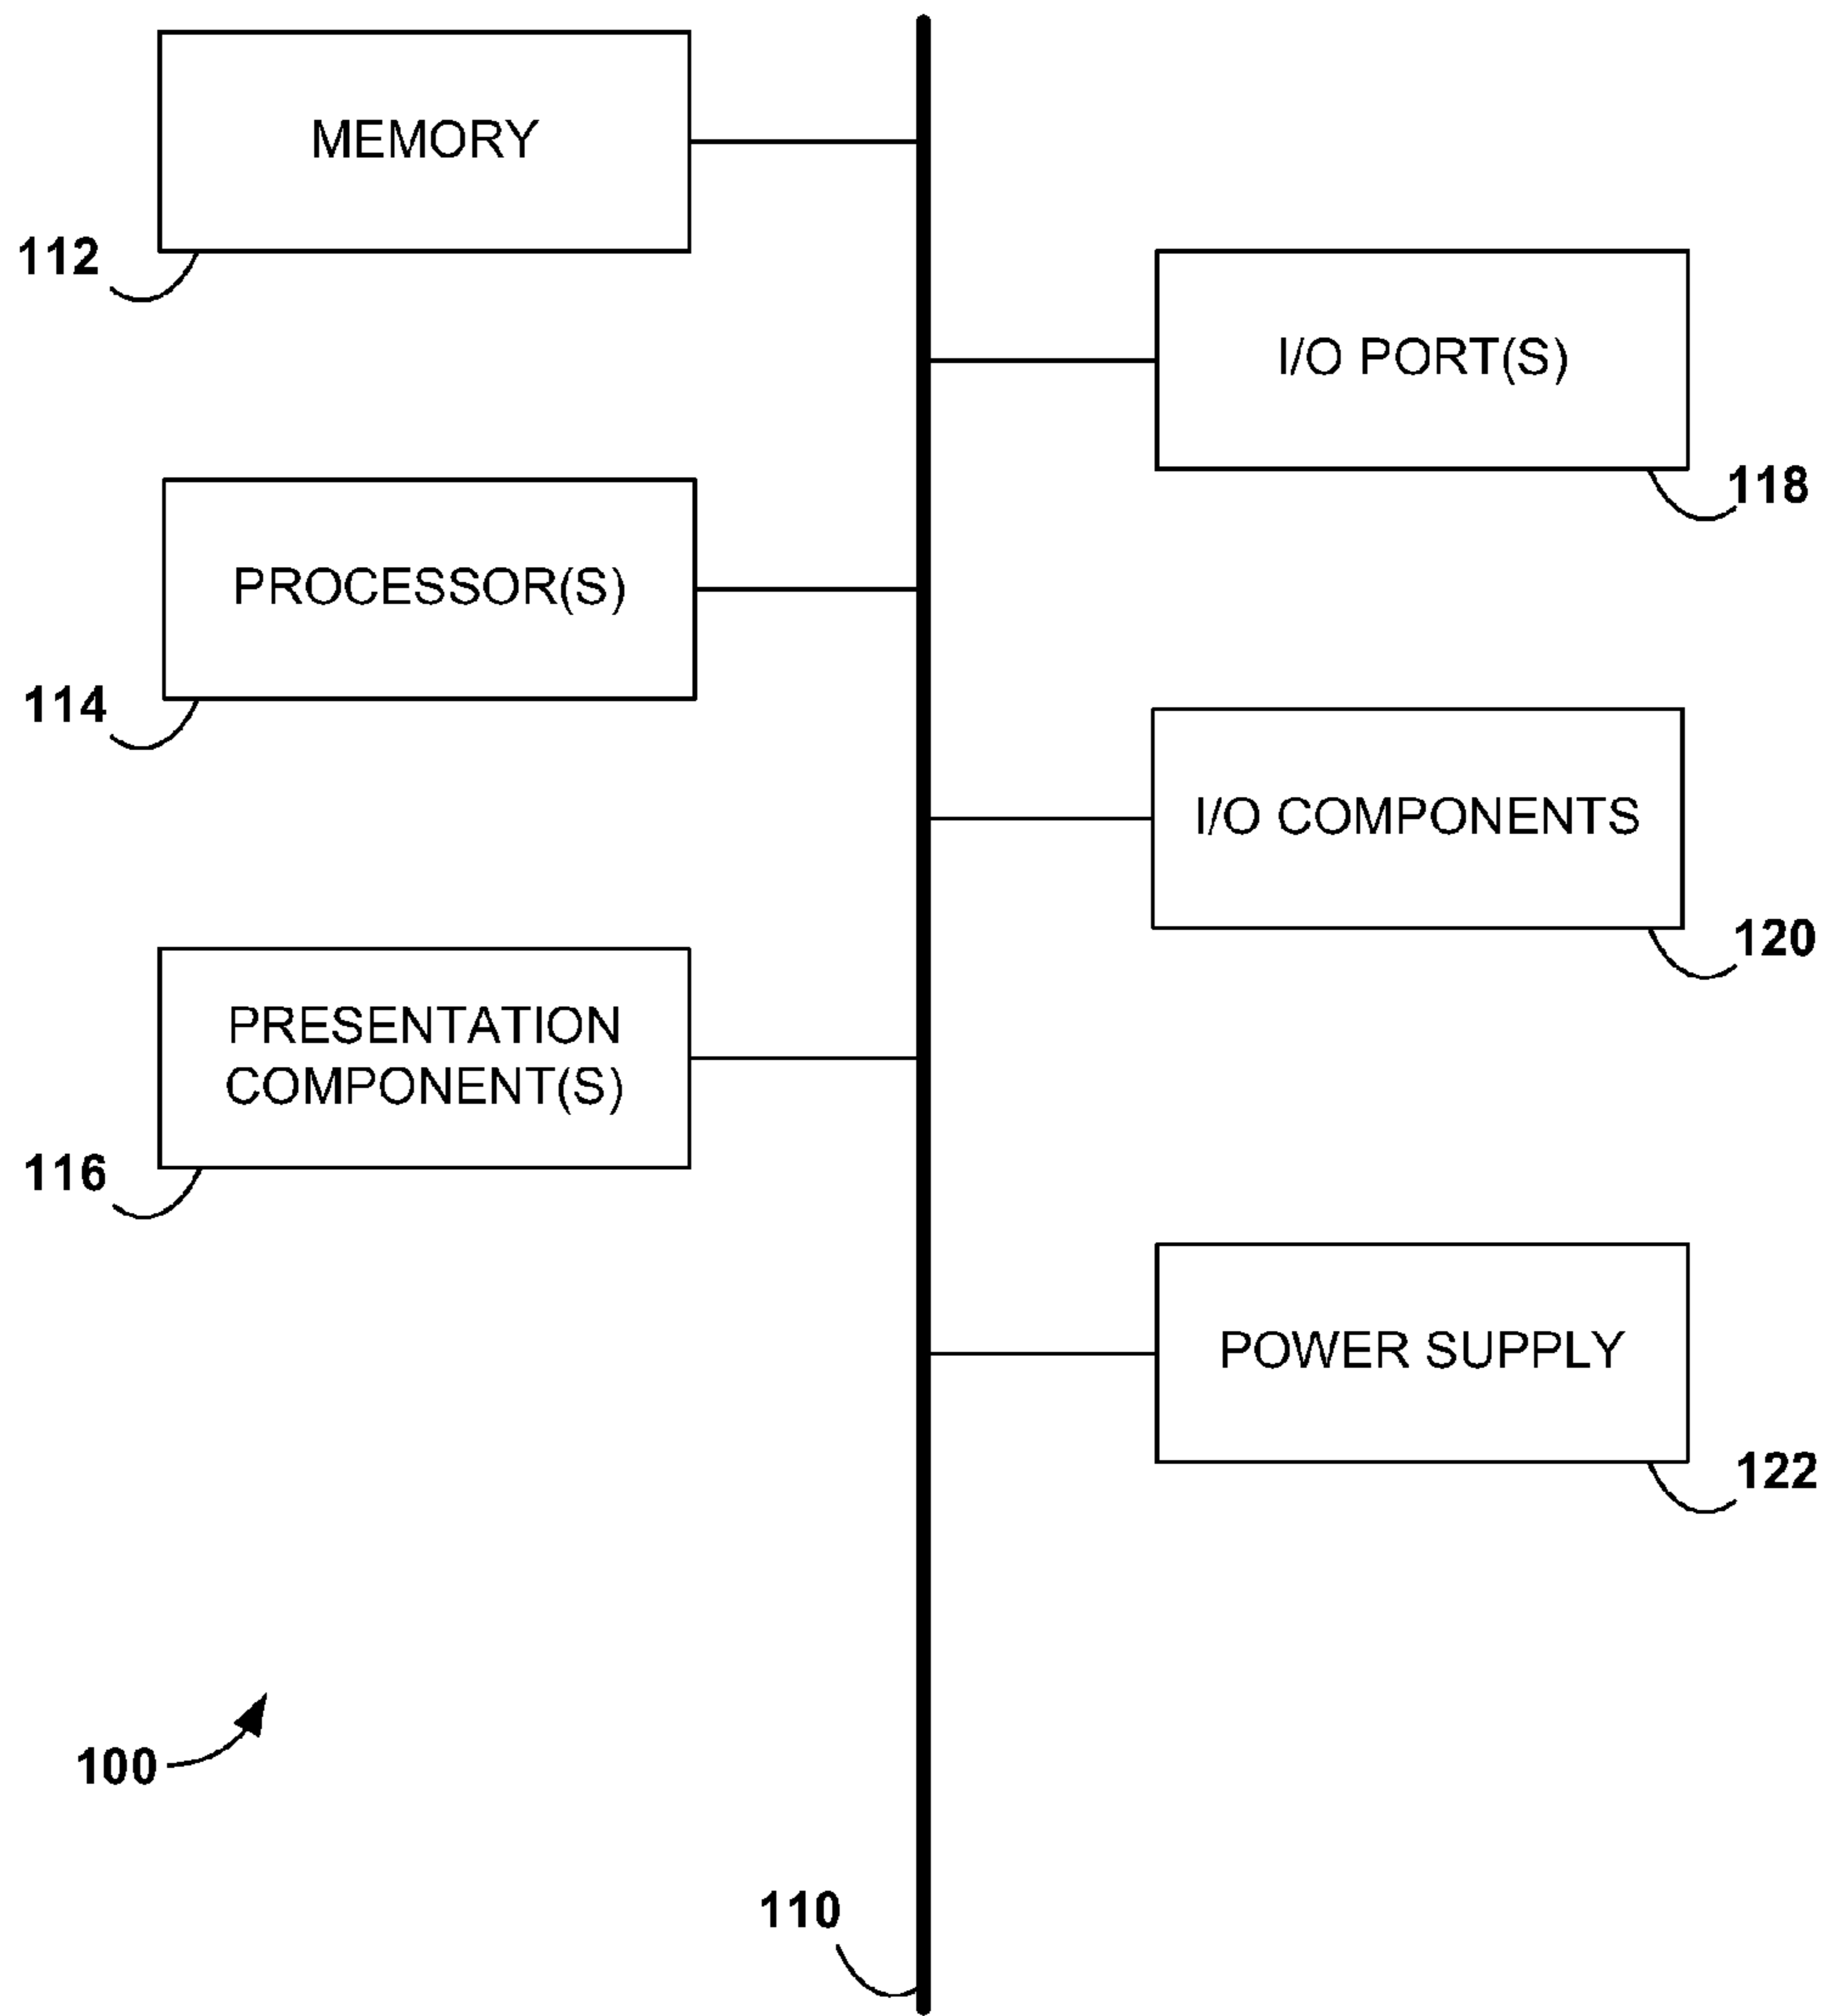 MEMORY
112
I/O PORT(S)
118
PROCESSOR(S)
114
I/O COMPONENTS
120
PRESENTATION
COMPONENT(S)
116
POWER SUPPLY
122
100
110